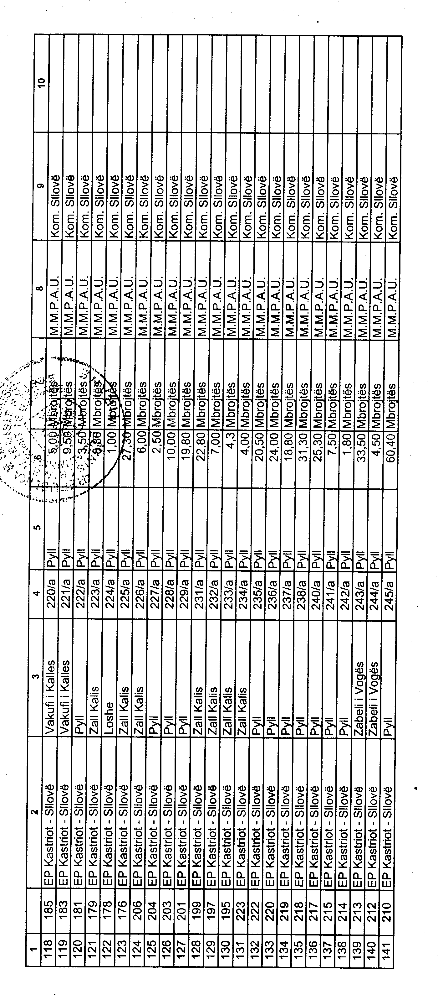 1 2 3 4 5 6 7 8 9 10
118 185 EP Kastriot - Sllovë Vakufi i Kalles 220/a Pyll 5,00 Mbrojtës M.M.P.A.U. Kom. Sllovë
119 183 EP Kastriot - Sllovë Vakufi i Kalles 221/a Pyll 9,50 Mbrojtës M.M.P.A.U. Kom. Sllovë
120 181 EP Kastriot - Sllovë Pyll 222/a Pyll 3,50 Mbrojtës M.M.P.A.U. Kom. Sllovë
121 179 EP Kastriot - Sllovë Zall Kalis 223/a Pyll Mbrojtës M.M.P.A.U. Kom. Sllovë
122 178 EP Kastriot - Sllovë Loshe 224/a Pyll 1,00 Mbrojtës M.M.P.A.U. Kom. Sllovë
123 176 EP Kastriot - Sllovë Zall Kalis 225/a Pyll 27,30 Mbrojtës M.M.P.A.U. Kom. Sllovë
124 206 EP Kastriot - Sllovë Zall Kalis 226/a Pyll 6,00 Mbrojtës M.M.P.A.U. Kom. Sllovë
125 204 EP Kastriot - Sllovë Pyll 227/a Pyll 2,50 Mbrojtës M.M.P.A.U. Kom. Sllovë
126 203 EP Kastriot - Sllovë Pyll 228/a Pyll 10,00 Mbrojtës M.M.P.A.U. Kom. Sllovë
127 201 EP Kastriot - Sllovë Pyll 229/a Pyll 19,80 Mbrojtës M.M.P.A.U. Kom. Sllovë
128 199 EP Kastriot - Sllovë Zall Kalis 231/a Pyll 22,80 Mbrojtës M.M.P.A.U. Kom. Sllovë
129 197 EP Kastriot - Sllovë Zall Kalis 232/a Pyll 7,00 Mbrojtës M.M.P.A.U. Kom. Sllovë
130 195 EP Kastriot - Sllovë Zall Kalis 233/a Pyll 4,3 Mbrojtës M.M.P.A.U. Kom. Sllovë
131 223 EP Kastriot - Sllovë Zall Kalis 234/a Pyll 4,00 Mbrojtës M.M.P.A.U. Kom. Sllovë
132 222 EP Kastriot - Sllovë Pyll 235/a Pyll 20,50 Mbrojtës M.M.P.A.U. Kom. Sllovë
133 220 EP Kastriot - Sllovë Pyll 236/a Pyll 24,00 Mbrojtës M.M.P.A.U. Kom. Sllovë
134 219 EP Kastriot - Sllovë Pyll 237/a Pyll 18,80 Mbrojtës M.M.P.A.U. Kom. Sllovë
135 218 EP Kastriot - Sllovë Pyll 238/a Pyll 31,30 Mbrojtës M.M.P.A.U. Kom. Sllovë
136 217 EP Kastriot - Sllovë Pyll 240/a Pyll 25,30 Mbrojtës M.M.P.A.U. Kom. Sllovë
137 215 EP Kastriot - Sllovë Pyll 241/a Pyll 7,50 Mbrojtës M.M.P.A.U. Kom. Sllovë
138 214 EP Kastriot - Sllovë Pyll 242/a Pyll 1,80 Mbrojtës M.M.P.A.U. Kom. Sllovë
139 213 EP Kastriot - Sllovë Zabeli i Vogës 243/a Pyll 33,50 Mbrojtës M.M.P.A.U. Kom. Sllovë
140 212 EP Kastriot - Sllovë Zabeli i Vogës 244/a Pyll 4,50 Mbrojtës M.M.P.A.U. Kom. Sllovë
141 210 EP Kastriot - Sllovë Pyll 245/a Pyll 60,40 Mbrojtës M.M.P.A.U. Kom. Sllovë